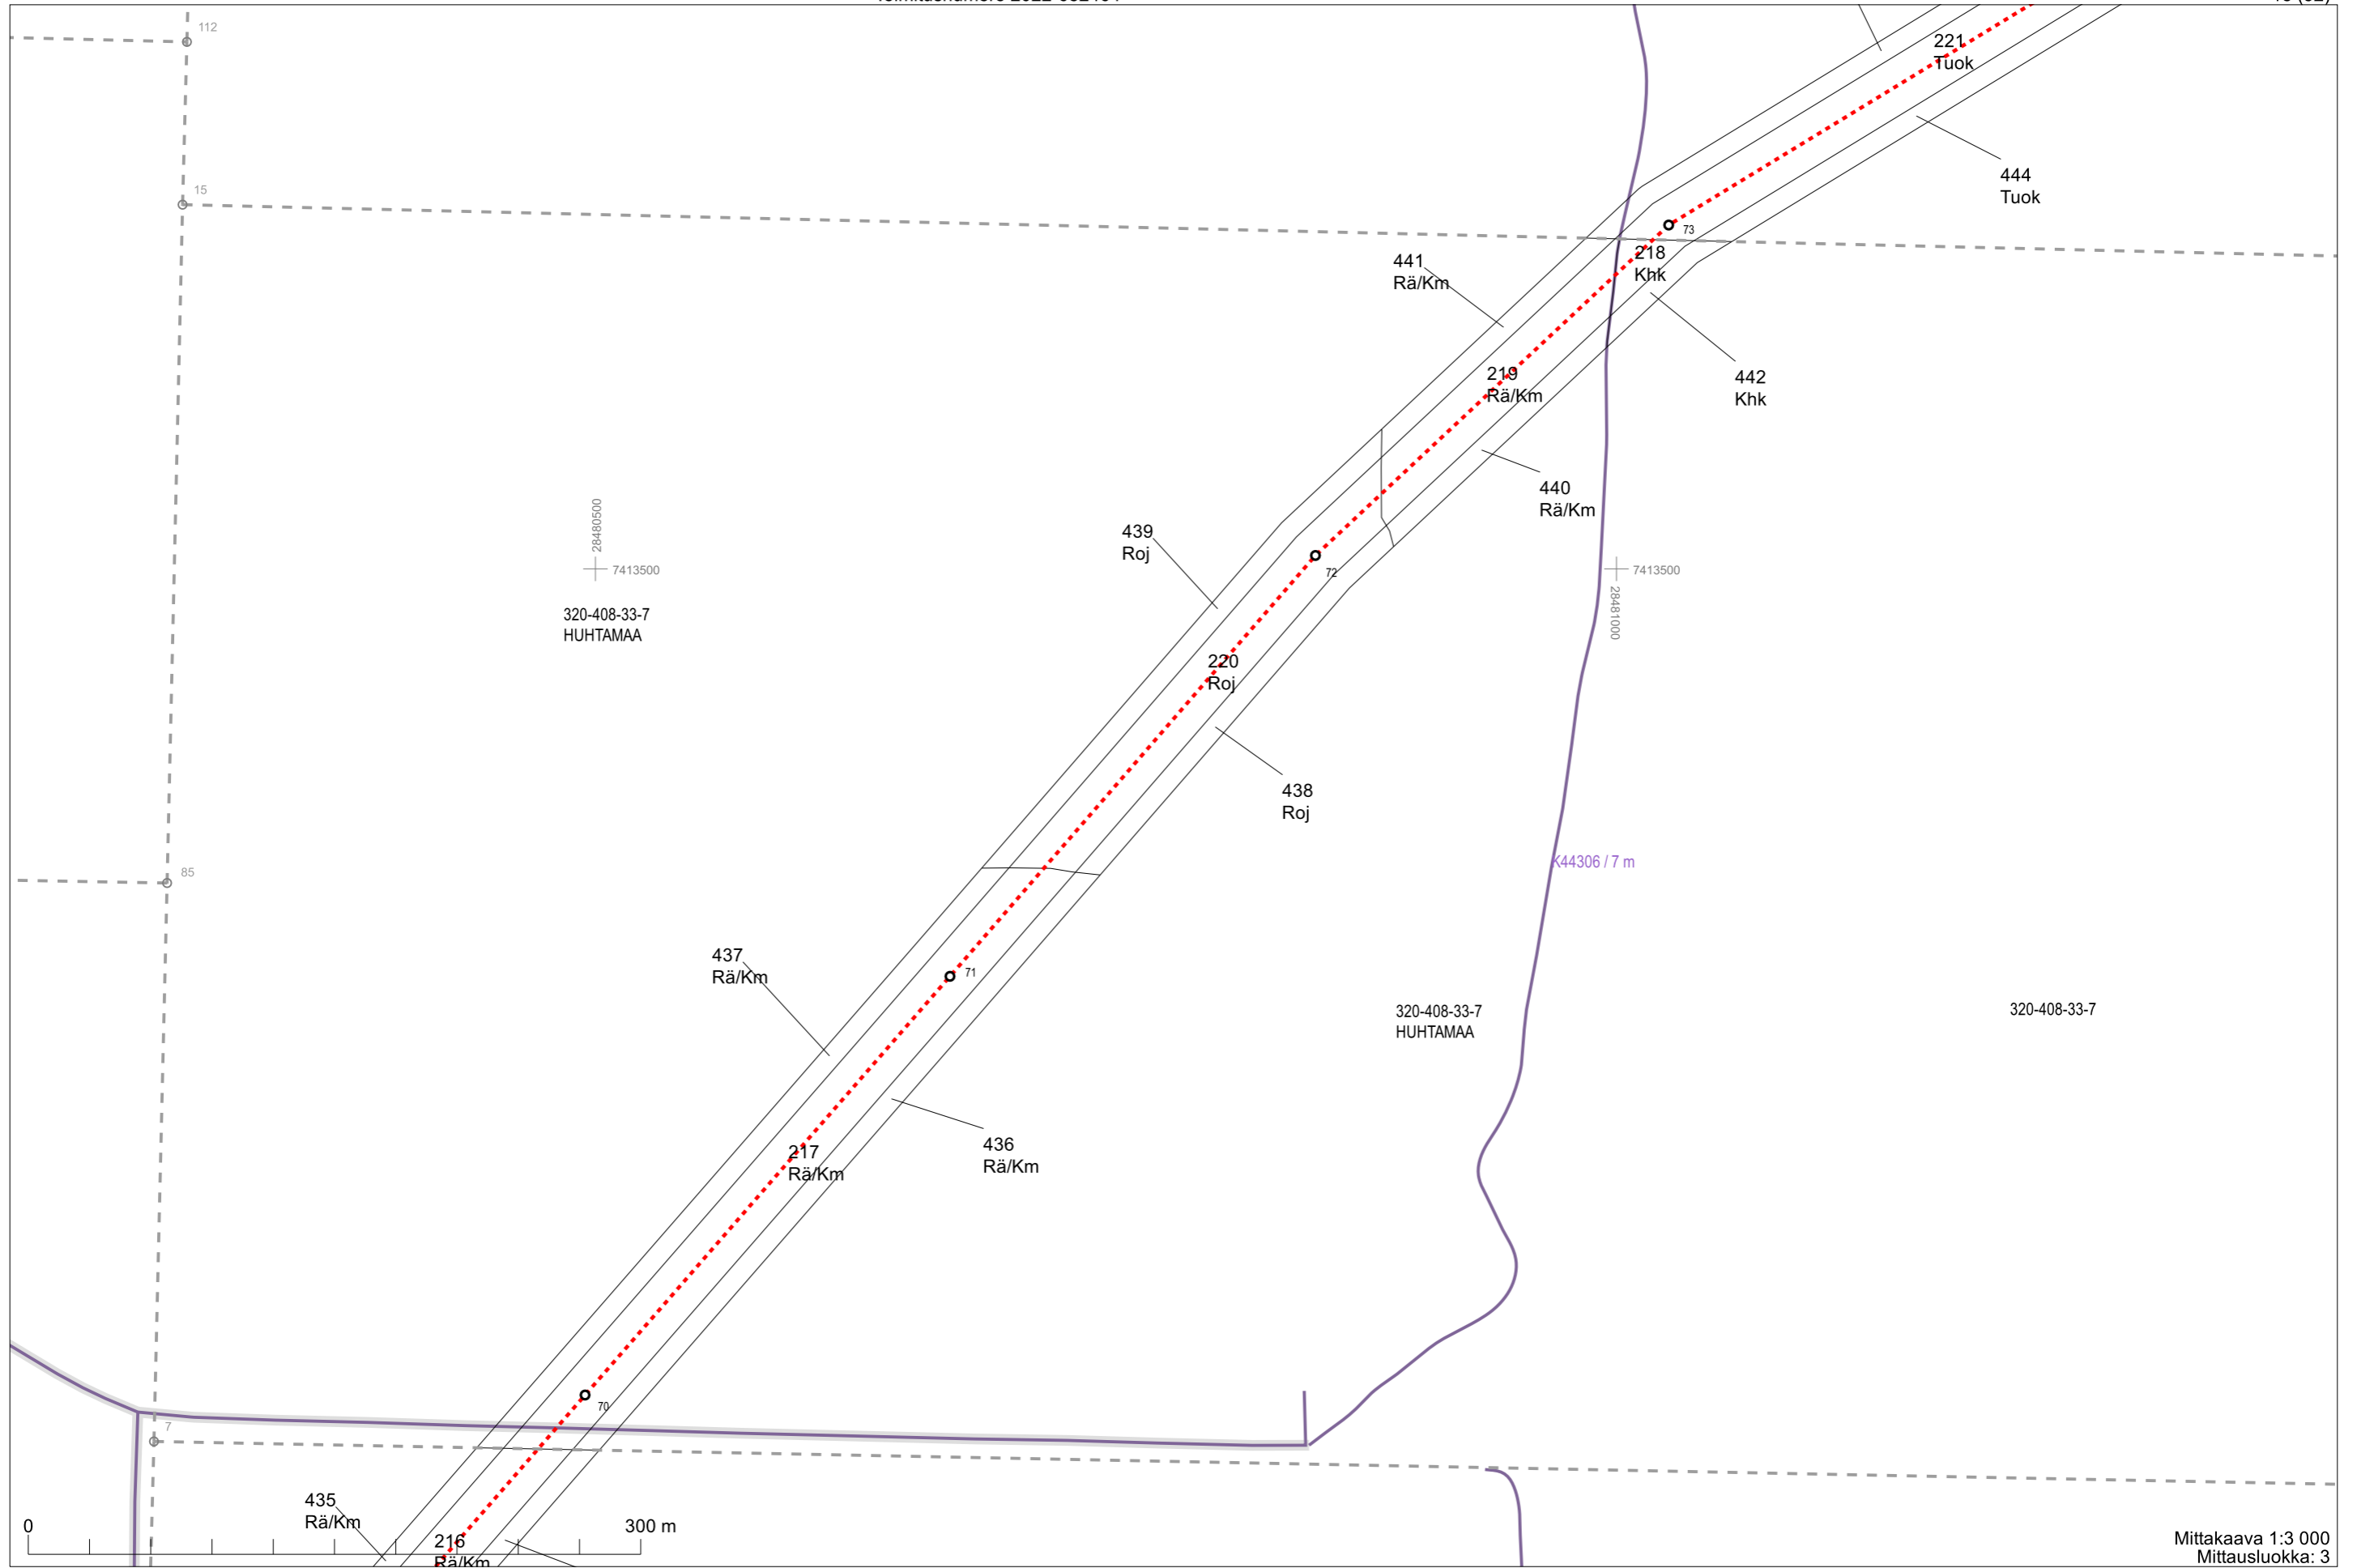 112
221
Tuok
15
444
Tuok
73
218
Khk
441
Rä/Km
219
Rä/Km
442
Khk
440
Rä/Km
439
Roj
28480500
7413500
72
7413500
28481000
320-408-33-7
HUHTAMAA
220
Roj
438
Roj
K44306 / 7 m
85
437
Rä/Km
71
320-408-33-7
HUHTAMAA
320-408-33-7
436
Rä/Km
217
Rä/Km
70
7
435
Rä/Km
216
Rä/Km
0
300 m
Mittakaava 1:3 000
Mittausluokka: 3